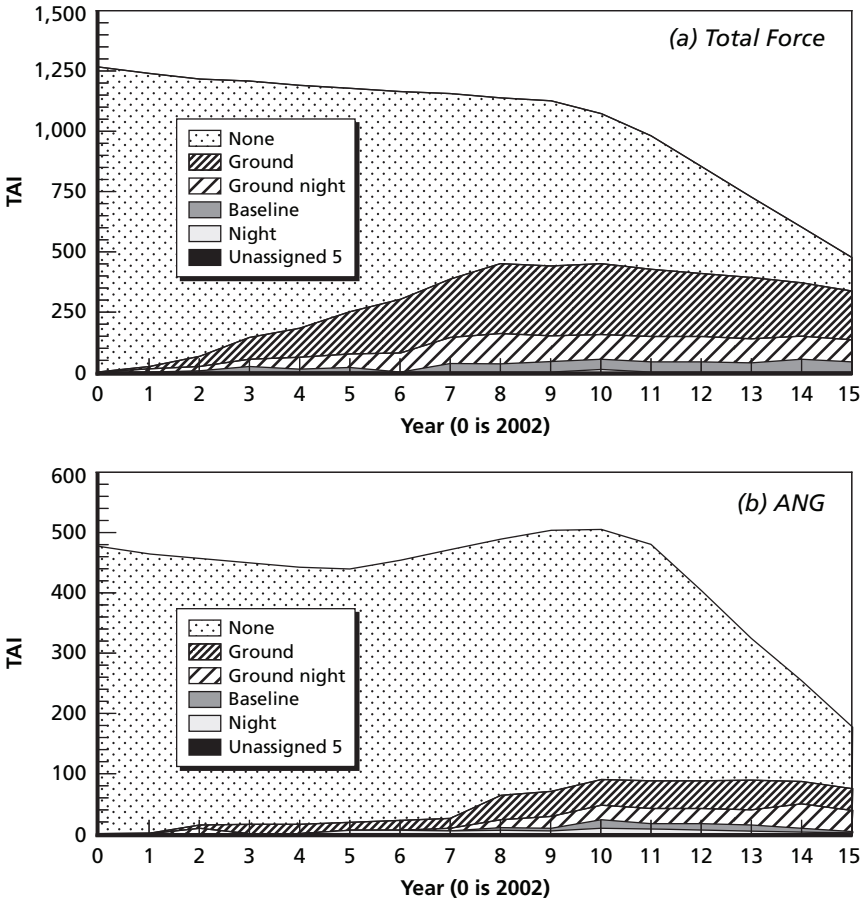 (a) Total Force
1,500
1,250
1,000
750
500
250
0
TAI
None
Ground
Ground night
Baseline
Night
Unassigned 5
0 1 2 3 4 5 6 7 8 9 10 11 12 13 14 15
Year (0 is 2002)
(b) ANG
600
500
400
300
200
100
0
TAI
None
Ground
Ground night
Baseline
Night
Unassigned 5
0 1 2 3 4 5 6 7 8 9 10 11 12 13 14 15
Year (0 is 2002)